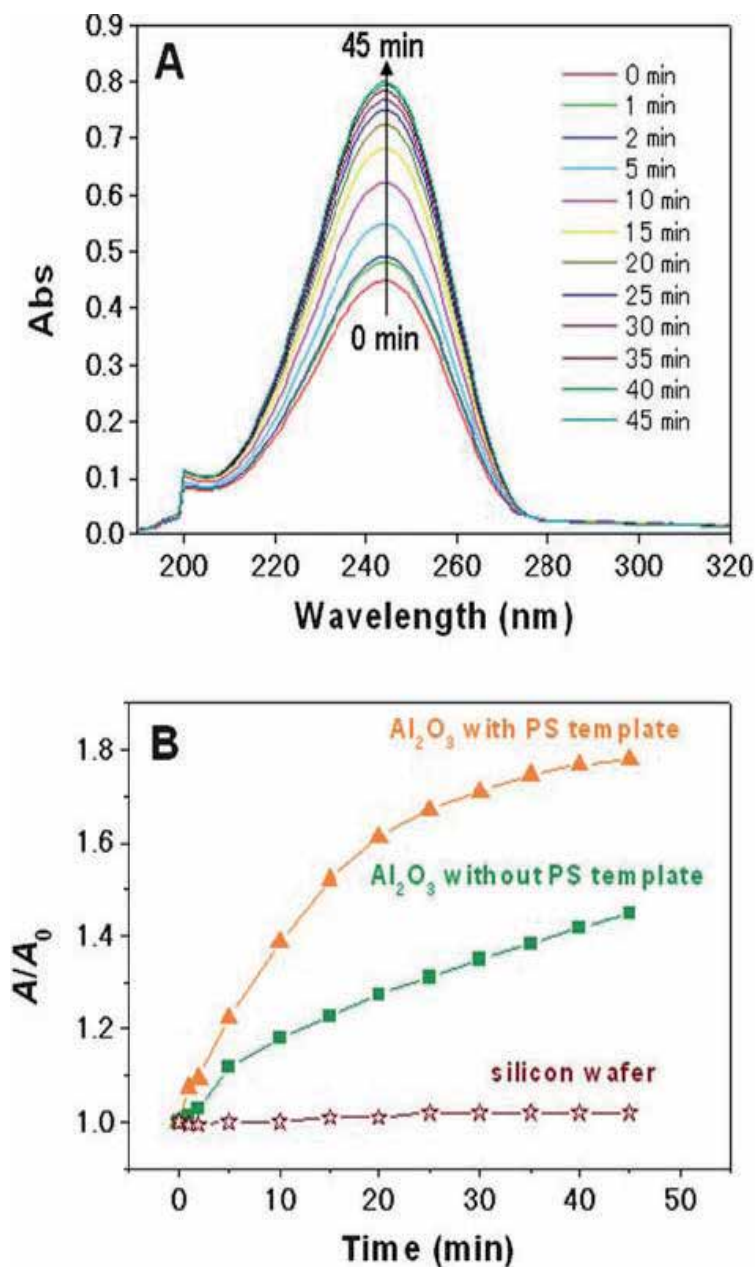 A
45 min
0 min
0 min
1 min
2 min
5 min
10 min
15 min
20 min
25 min
30 min
35 min
40 min
45 min
Abs
0.9
0.8
0.7
0.6
0.5
0.4
0.3
0.2
0.1
0.0
200 220 240 260 280 300 320
Wavelength (nm)
B
Al₂O₃ with PS template
Al₂O₃ without PS template
silicon wafer
A/A₀
1.8
1.6
1.4
1.2
1.0
0 10 20 30 40 50
Time (min)